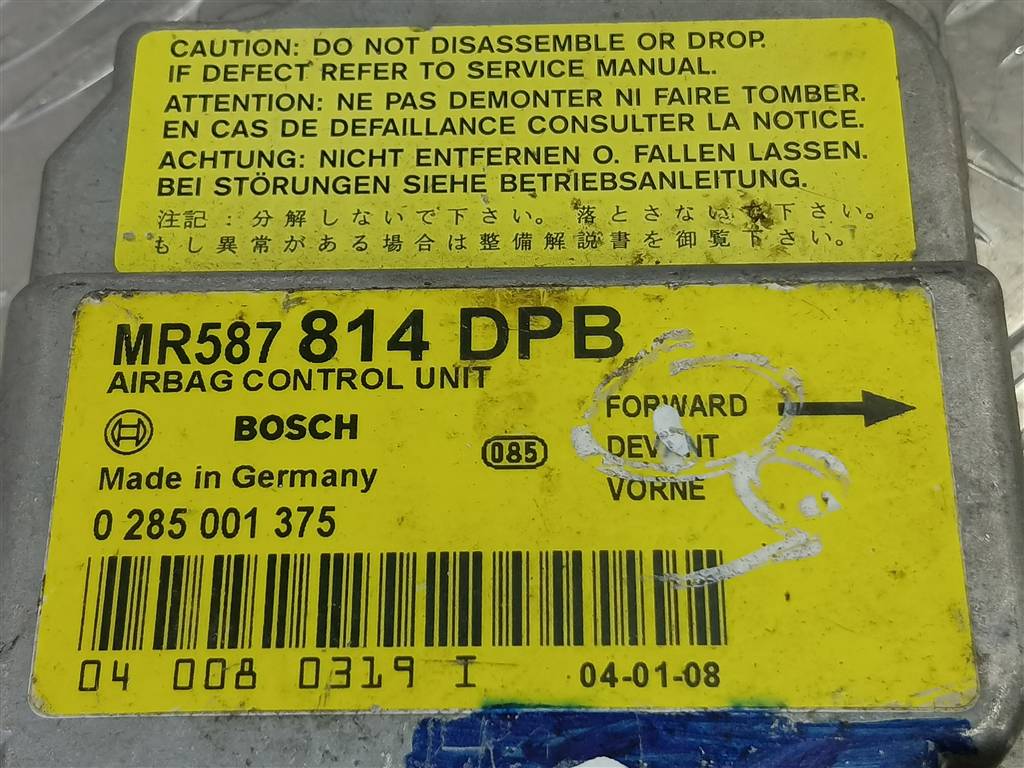 CAUTION: DO NOT DISASSEMBLE OR DROP.
IF DEFECT REFER TO SERVICE MANUAL.
ATTENTION: NE PAS DEMONTER NI FAIRE TOMBER.
EN CAS DE DEFAILLANCE CONSULTER LA NOTICE.
ACHTUNG: NICHT ENTFERNEN O. FALLEN LASSEN.
BEI STÖRUNGEN SIEHE BETRIEBSANLEITUNG.
注記：分解しないで下さい。落とさないで下さい。
もし異常がある場合は整備解説書を御覧下さい。
MR587 814 DPB
AIRBAG CONTROL UNIT
BOSCH
085
FORWARD
DEVANT
VORNE
Made in Germany
0 285 001 375
04 008 0319 I
04-01-08